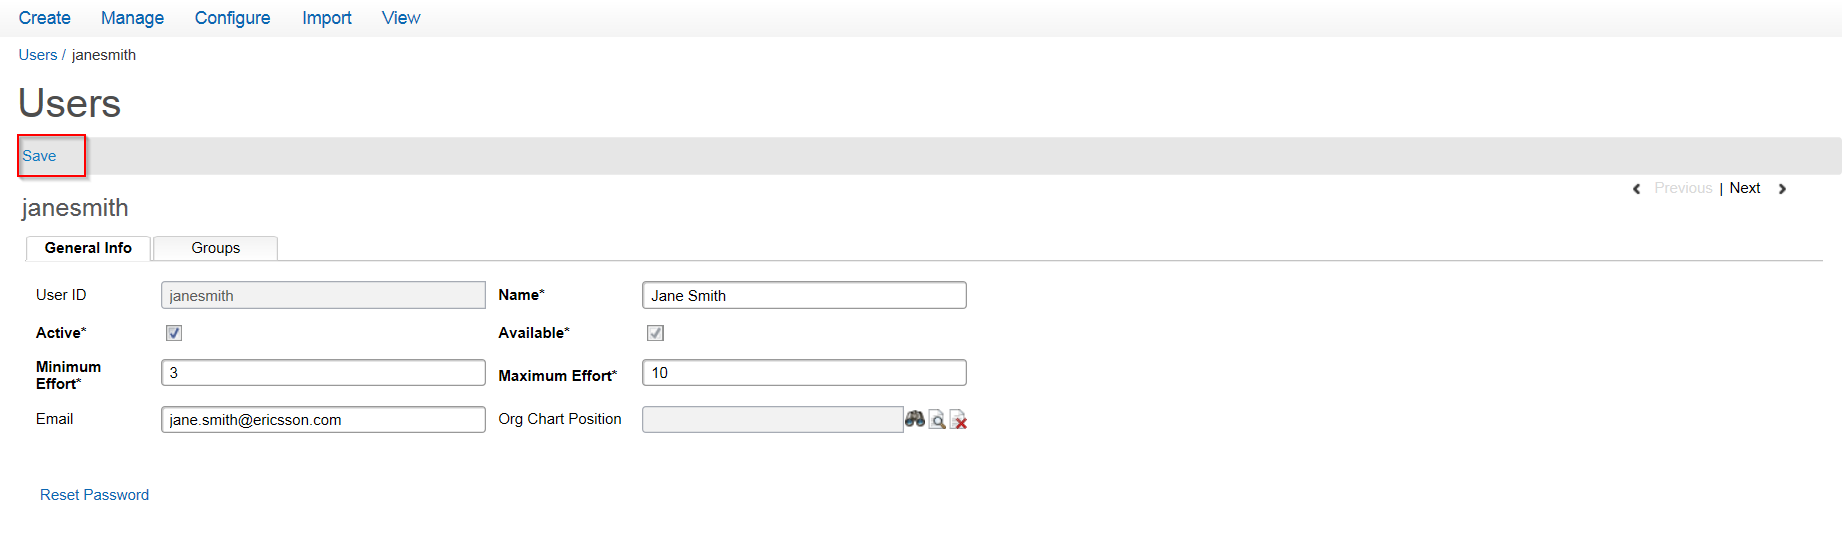 Create Manage Configure Import View
Users / janesmith
Users
Save
Previous | Next
janesmith
General Info Groups
User ID janesmith Name* Jane Smith
Active* Available*
Minimum
Effort* 3 Maximum Effort* 10
Email jane.smith@ericsson.com Org Chart Position
Reset Password